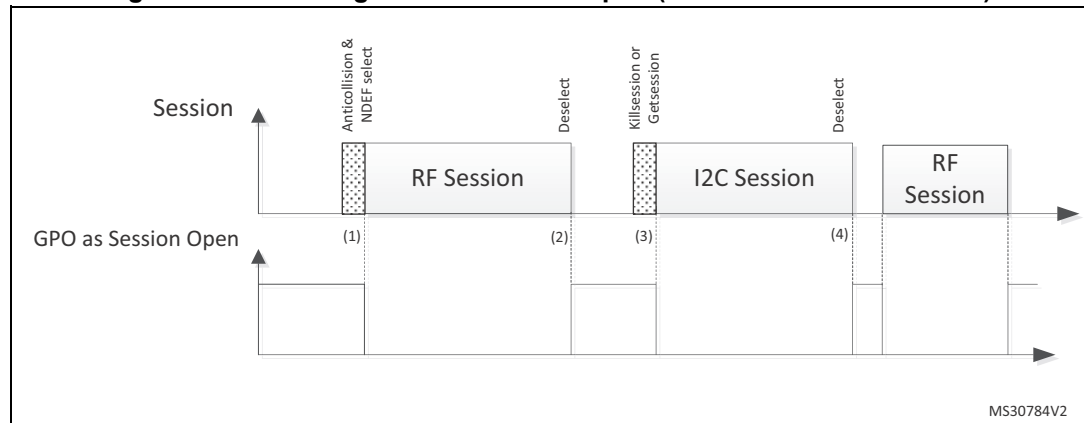 Anticollision &
NDEF select
Deselect
Killsession or
Getsession
Deselect
Session
RF Session
I2C Session
RF
Session
(1)
(2)
(3)
(4)
GPO as Session Open
MS30784V2